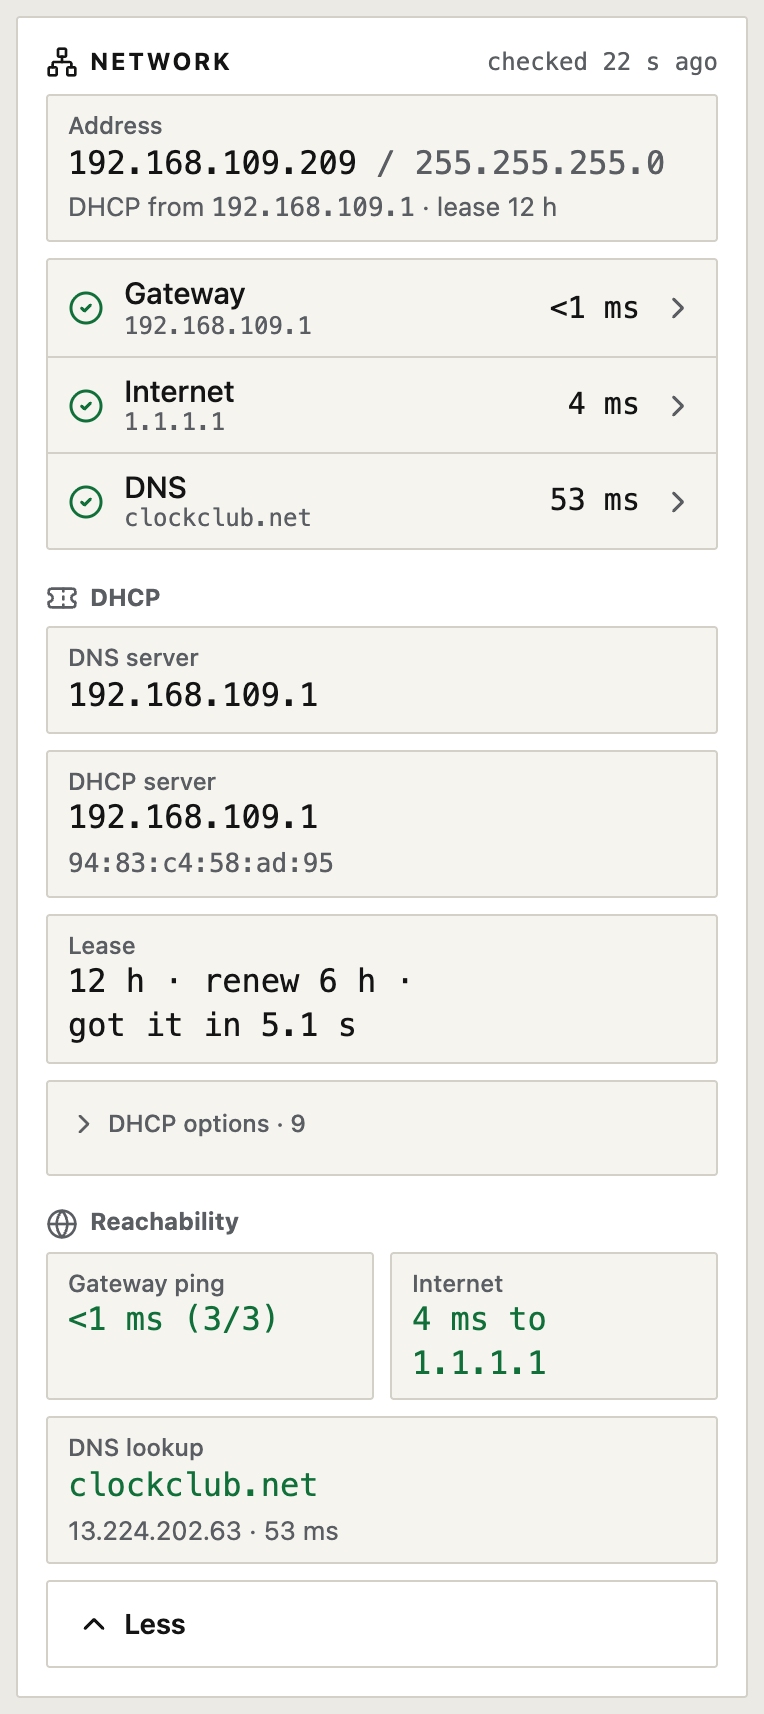 NETWORK checked 22 s ago
Address
192.168.109.209 / 255.255.255.0
DHCP from 192.168.109.1 · lease 12 h
Gateway
192.168.109.1
<1 ms
Internet
1.1.1.1
4 ms
DNS
clockclub.net
53 ms
DHCP
DNS server
192.168.109.1
DHCP server
192.168.109.1
94:83:c4:58:ad:95
Lease
12 h · renew 6 h ·
got it in 5.1 s
DHCP options · 9
Reachability
Gateway ping
<1 ms (3/3)
Internet
4 ms to
1.1.1.1
DNS lookup
clockclub.net
13.224.202.63 · 53 ms
Less